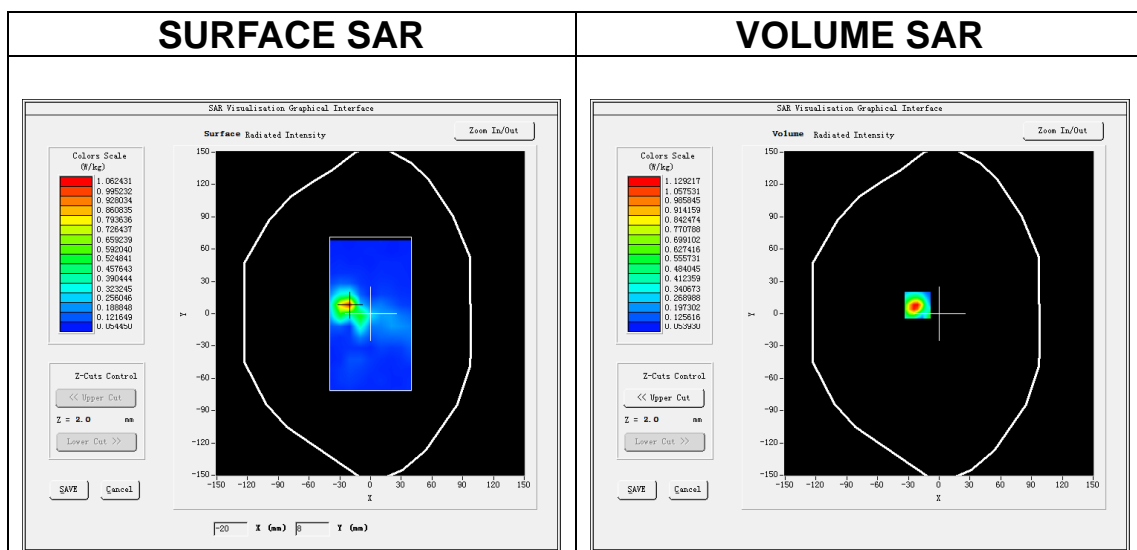 SURFACE SAR
VOLUME SAR
SAR Visualisation Graphical Interface
Surface Radiated Intensity
Zoom In/Out
Colors Scale
(W/kg)
1.062431
0.995232
0.928034
0.860835
0.793636
0.726437
0.659239
0.592040
0.524841
0.457643
0.390444
0.323245
0.256046
0.188848
0.121649
0.054450
Z-Cuts Control
<< Upper Cut
Z = 2.0 mm
Lower Cut >>
SAVE Cancel
150
120
90
60
30
0
-30
-60
-90
-120
-150
Y
-150 -120 -90 -60 -30 0 30 60 90 120 150
X
-20 X (mm) 8 Y (mm)
SAR Visualisation Graphical Interface
Volume Radiated Intensity
Zoom In/Out
Colors Scale
(W/kg)
1.129217
1.057531
0.985845
0.914159
0.842474
0.770788
0.699102
0.627416
0.555731
0.484045
0.412359
0.340673
0.268988
0.197302
0.125616
0.053930
Z-Cuts Control
<< Upper Cut
Z = 2.0 mm
Lower Cut >>
SAVE Cancel
150
120
90
60
30
0
-30
-60
-90
-120
-150
Y
-150 -120 -90 -60 -30 0 30 60 90 120 150
X